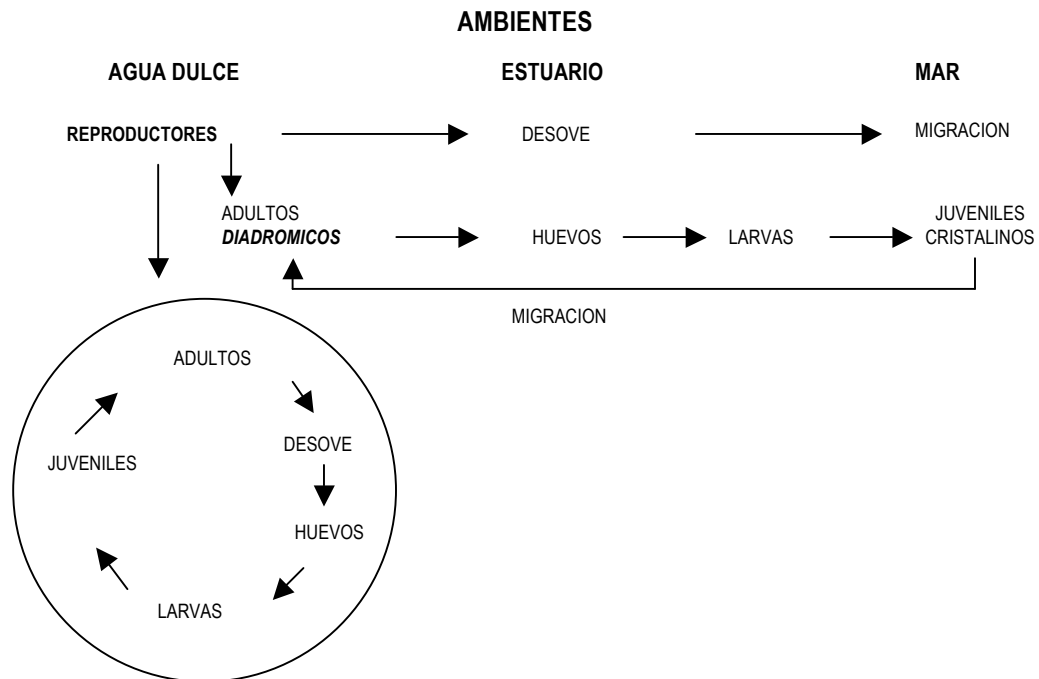 AMBIENTES
AGUA DULCE ESTUARIO MAR
REPRODUCTORES DESOVE MIGRACION
ADULTOS
DIADROMICOS HUEVOS LARVAS JUVENILES
CRISTALINOS
MIGRACION
ADULTOS
DESOVE
JUVENILES
HUEVOS
LARVAS